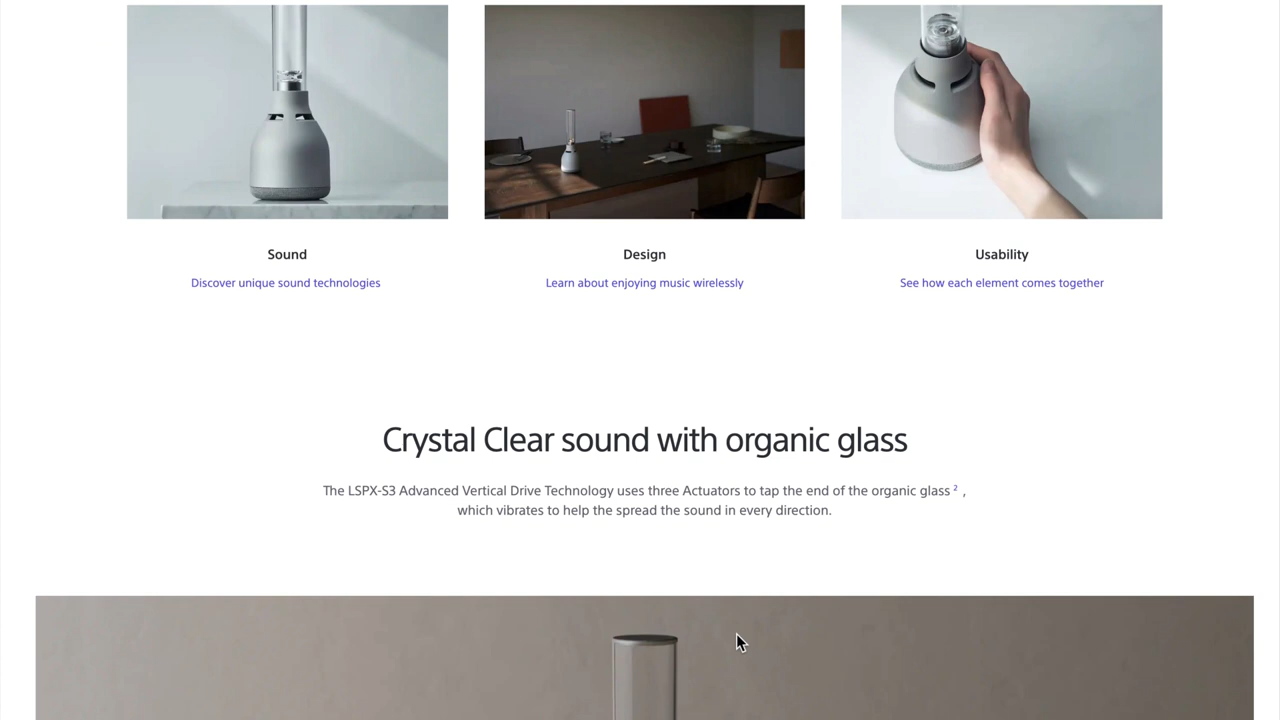 Sound
Design
Usability
Discover unique sound technologies
Learn about enjoying music wirelessly
See how each element comes together
Crystal Clear sound with organic glass
The LSPX-S3 Advanced Vertical Drive Technology uses three Actuators to tap the end of the organic glass ² ,
which vibrates to help the spread the sound in every direction.